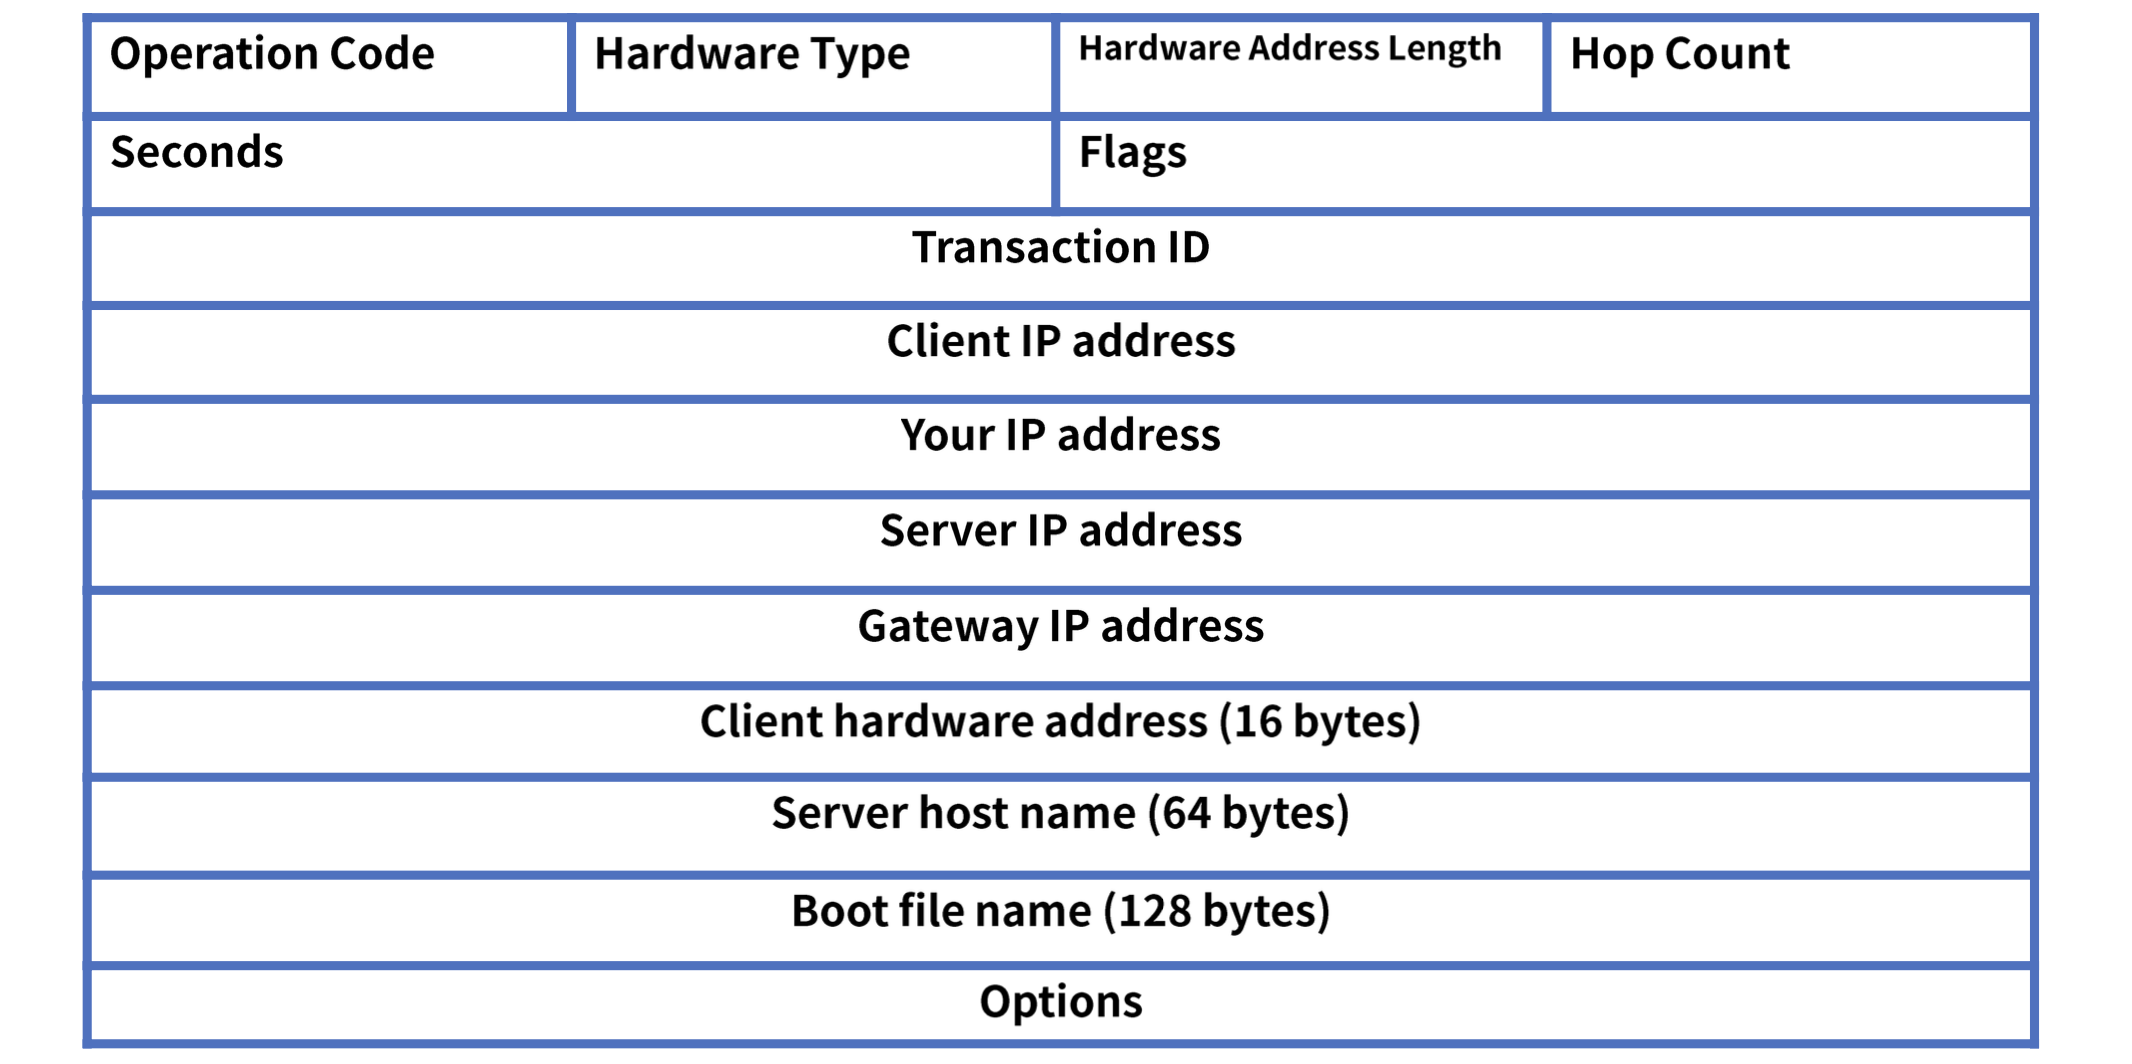 Operation Code
Hardware Type
Hardware Address Length
Hop Count
Seconds
Flags
Transaction ID
Client IP address
Your IP address
Server IP address
Gateway IP address
Client hardware address (16 bytes)
Server host name (64 bytes)
Boot file name (128 bytes)
Options